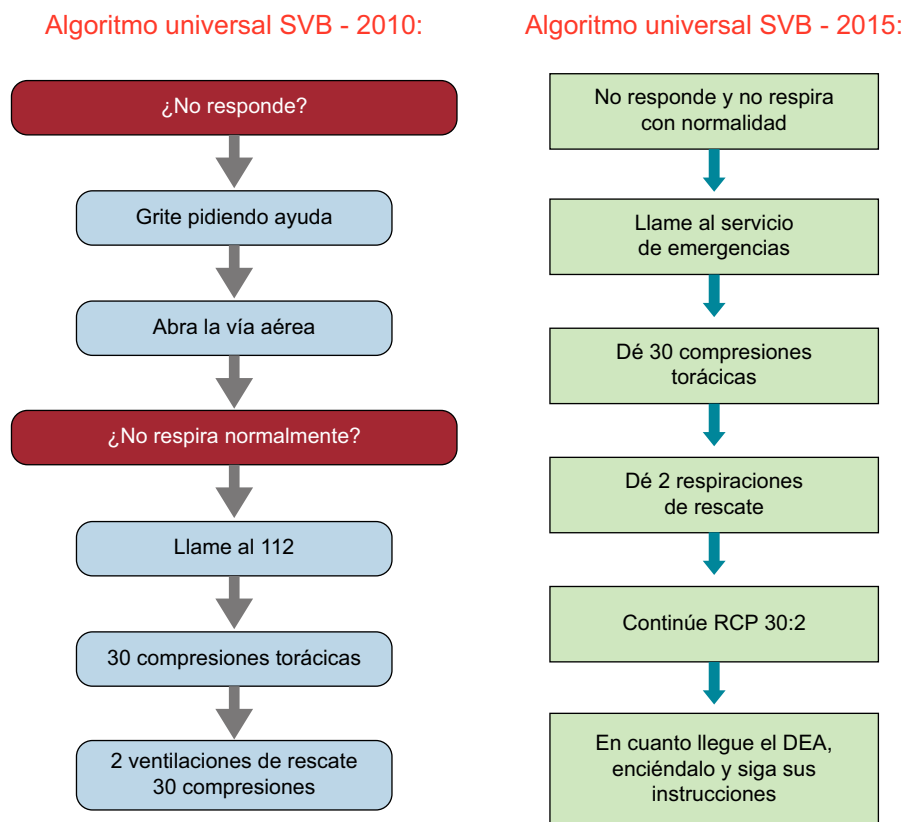 Algoritmo universal SVB - 2010:
¿No responde?
Grite pidiendo ayuda
Abra la vía aérea
¿No respira normalmente?
Llame al 112
30 compresiones torácicas
2 ventilaciones de rescate
30 compresiones
Algoritmo universal SVB - 2015:
No responde y no respira
con normalidad
Llame al servicio
de emergencias
Dé 30 compresiones
torácicas
Dé 2 respiraciones
de rescate
Continúe RCP 30:2
En cuanto llegue el DEA,
enciéndalo y siga sus
instrucciones